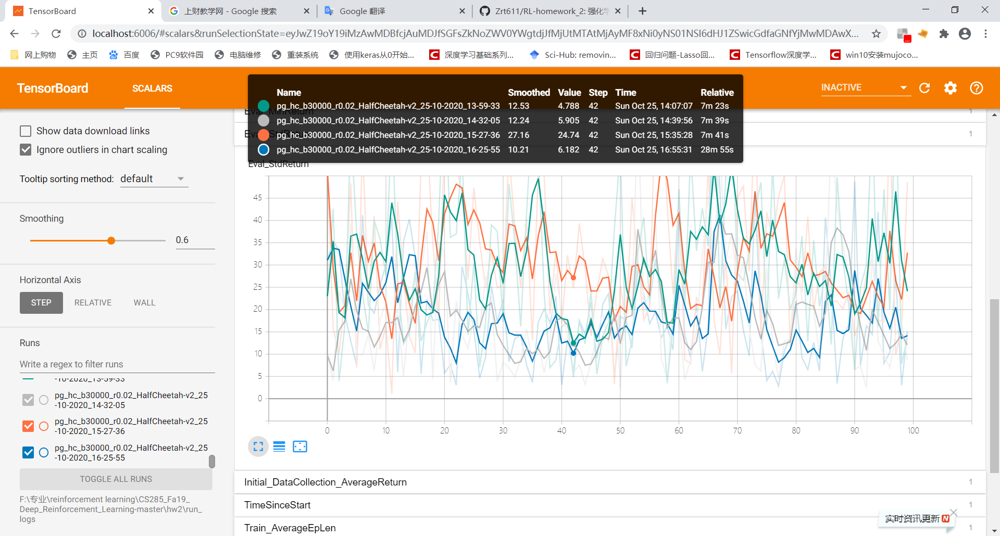 TensorBoard
上财教学网 - Google 搜索
Google 翻译
Zrt611/RL-homework_2: 强化学
localhost:6006/#scalars&runSelectionState=eyJwZ19oY19iMzAwMDBfcjAuMDJfSGFsZkNoZWV0YWgtdjJfMjUtMTAtMjAyMF8xNi0yNS01NSI6dHJ1ZSwicGdfaGNfYjMwMDAwX...
网上购物
主页
百度
PC9软件园
电脑维修
重装系统
使用keras从0开始...
深度学习基础系列...
Sci-Hub: removin...
回归问题-Lasso回...
Tensorflow深度学...
win10安装mujoco...
TensorBoard
SCALARS
INACTIVE
Name Smoothed Value Step Time Relative
pg_hc_b30000_r0.02_HalfCheetah-v2_25-10-2020_13-59-33 12.53 4.788 42 Sun Oct 25, 14:07:07 7m 23s
pg_hc_b30000_r0.02_HalfCheetah-v2_25-10-2020_14-32-05 12.24 5.905 42 Sun Oct 25, 14:39:56 7m 39s
pg_hc_b30000_r0.02_HalfCheetah-v2_25-10-2020_15-27-36 27.16 24.74 42 Sun Oct 25, 15:35:28 7m 41s
pg_hc_b30000_r0.02_HalfCheetah-v2_25-10-2020_16-25-55 10.21 6.182 42 Sun Oct 25, 16:55:31 28m 55s
Eval_MinReturn
1
Eval_StdReturn
1
Show data download links
Ignore outliers in chart scaling
Tooltip sorting method: default
Smoothing
0.6
Horizontal Axis
STEP RELATIVE WALL
Runs
Write a regex to filter runs
-10-2020_13-59-33
pg_hc_b30000_r0.02_HalfCheetah-v2_25
-10-2020_14-32-05
pg_hc_b30000_r0.02_HalfCheetah-v2_25
-10-2020_15-27-36
pg_hc_b30000_r0.02_HalfCheetah-v2_25
-10-2020_16-25-55
TOGGLE ALL RUNS
F:\专业\reinforcement learning\CS285_Fa19_
Deep_Reinforcement_Learning-master\hw2\run_
logs
Eval_StdReturn
45
40
35
30
25
20
15
10
5
0
0 10 20 30 40 50 60 70 80 90 100
Initial_DataCollection_AverageReturn
1
TimeSinceStart
1
Train_AverageEpLen
1
实时资讯更新 N